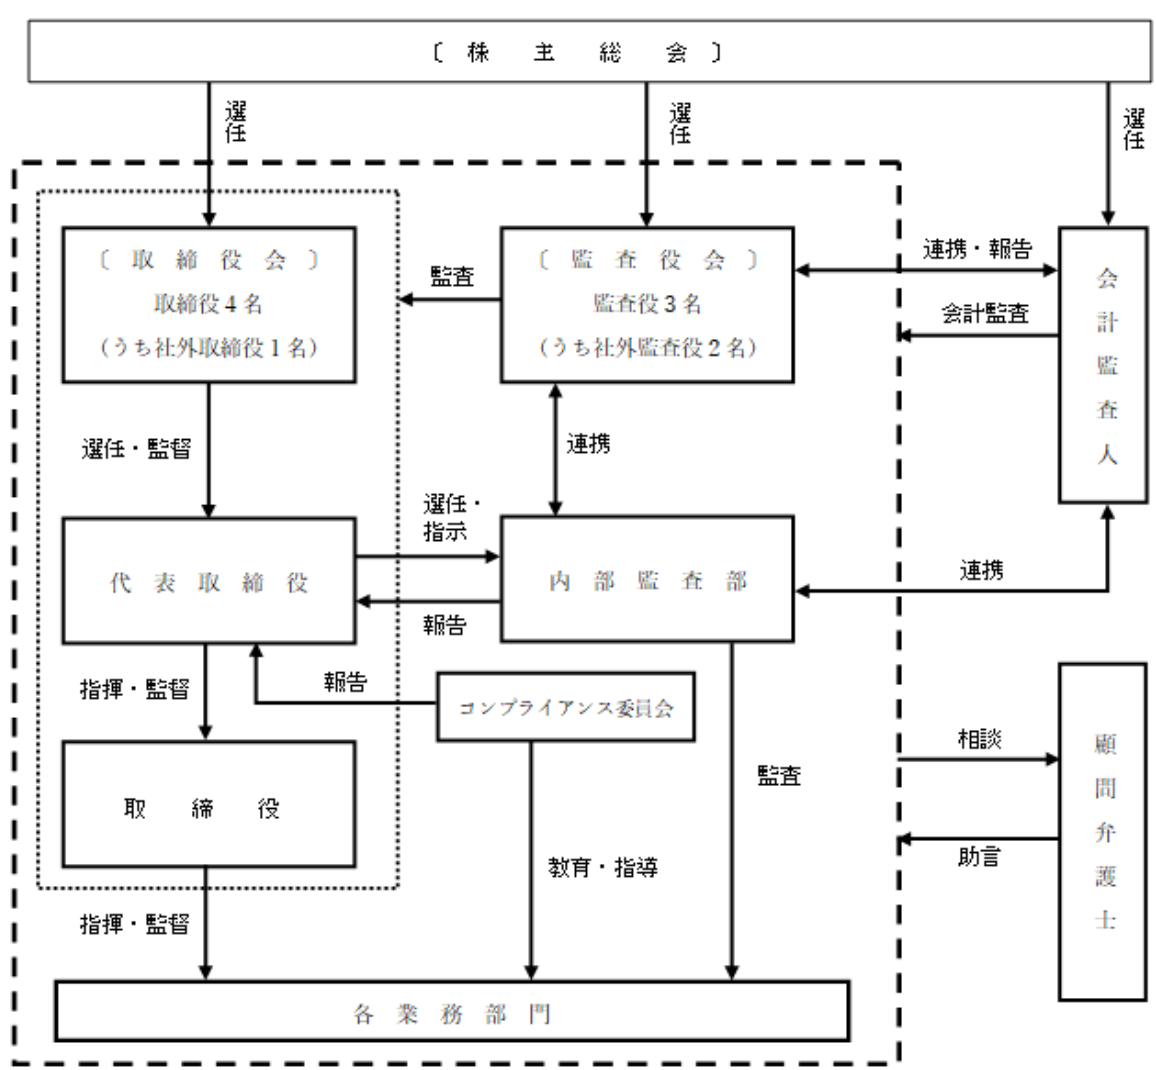 〔 株 主 総 会 〕
選任
選任
選任
〔 取 締 役 会 〕
取締役4名
(うち社外取締役1名)
監査
〔 監 査 役 会 〕
監査役3名
(うち社外監査役2名)
連携・報告
会計監査
会計監査人
選任・監督
連携
選任・
指示
代 表 取 締 役
内 部 監 査 部
連携
報告
指揮・監督
報告
コンプライアンス委員会
相談
顧問弁護士
監査
取 締 役
助言
教育・指導
指揮・監督
各 業 務 部 門